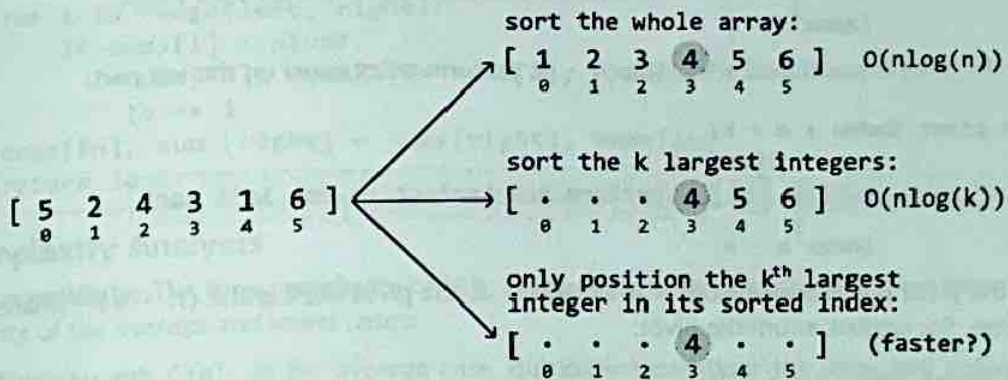 sort the whole array:
[ 1 2 3 4 5 6 ] O(nlog(n))
0 1 2 3 4 5
sort the k largest integers:
[ 5 2 4 3 1 6 ]
0 1 2 3 4 5
[ · · · 4 5 6 ] O(nlog(k))
0 1 2 3 4 5
only position the kth largest
integer in its sorted index:
[ · · · 4 · · ] (faster?)
0 1 2 3 4 5